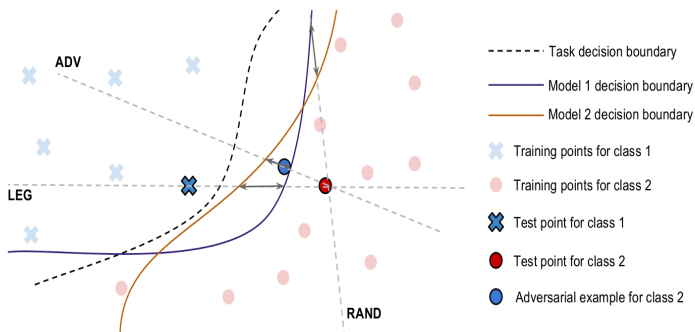 ADV
LEG
RAND
Task decision boundary
Model 1 decision boundary
Model 2 decision boundary
Training points for class 1
Training points for class 2
Test point for class 1
Test point for class 2
Adversarial example for class 2